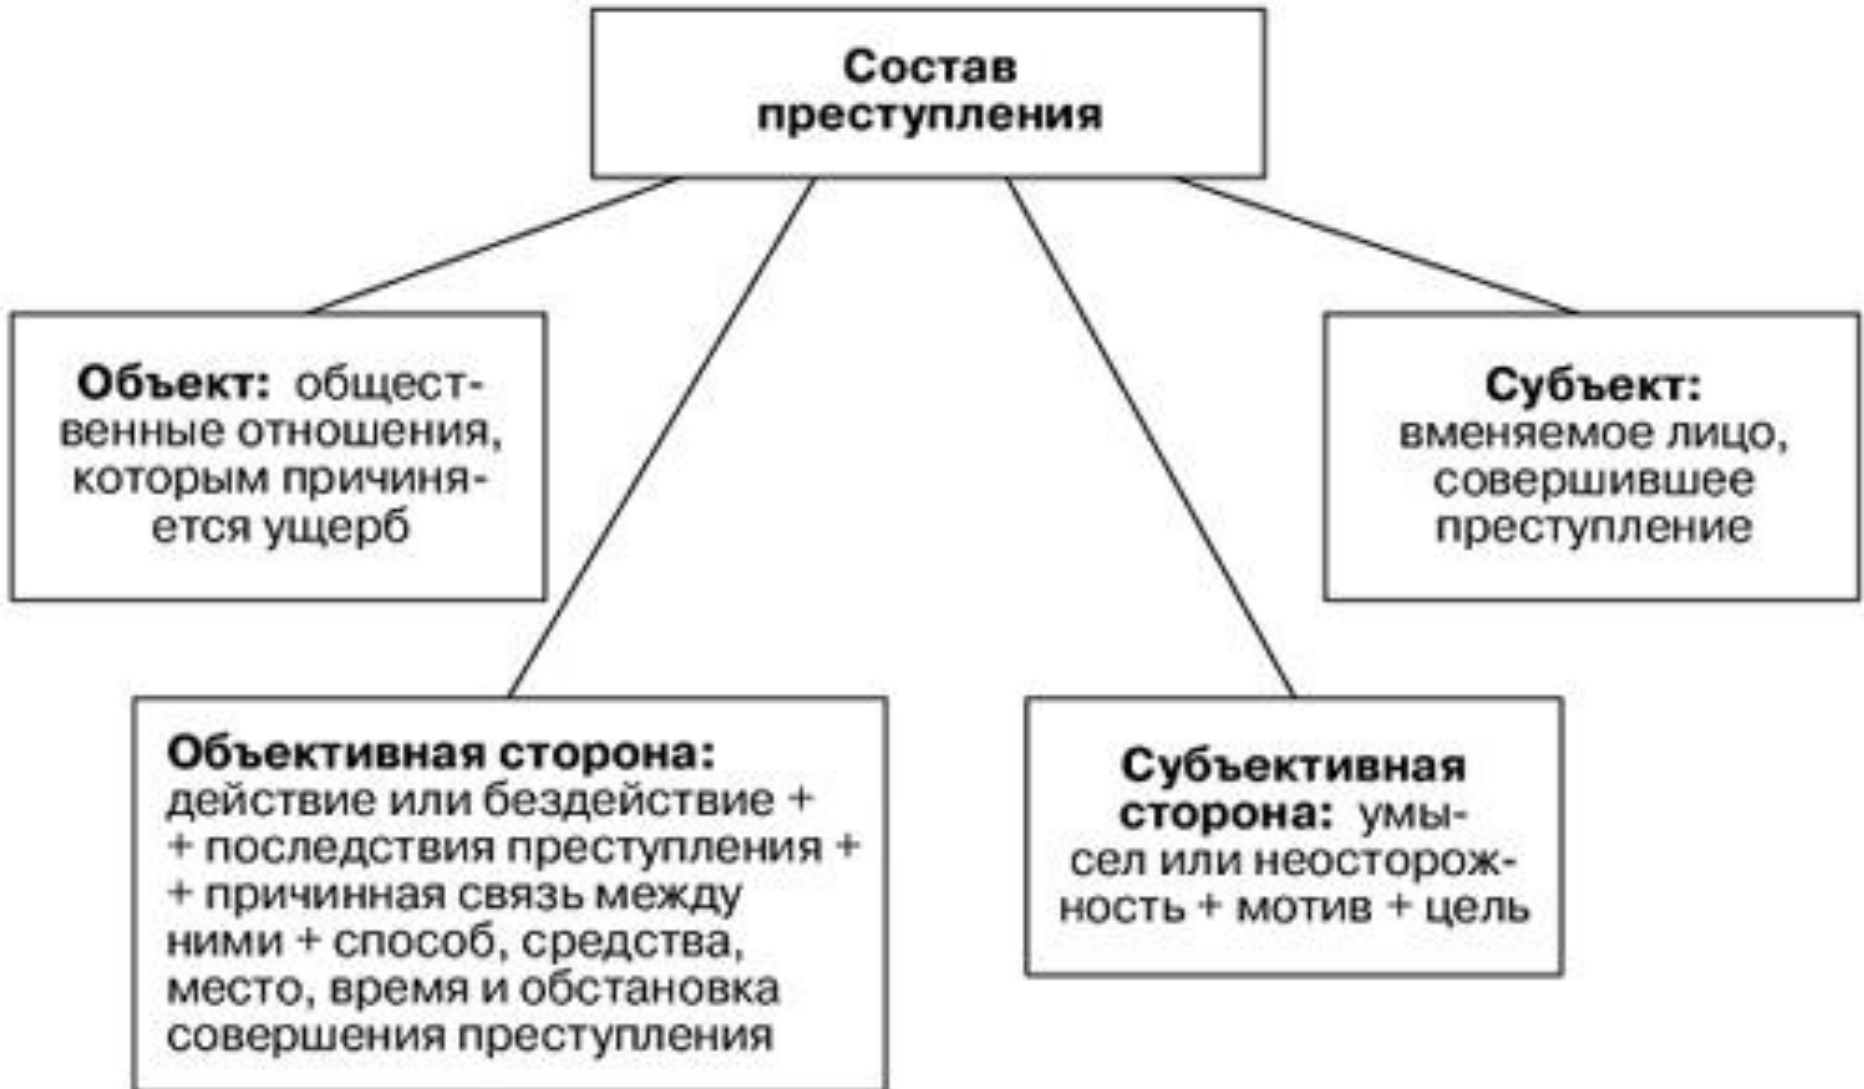 Состав
преступления
Объект: общест-
венные отношения,
которым причиня-
ется ущерб
Субъект:
вменяемое лицо,
совершившее
преступление
Объективная сторона:
действие или бездействие +
+ последствия преступления +
+ причинная связь между
ними + способ, средства,
место, время и обстановка
совершения преступления
Субъективная
сторона: умы-
сел или неосторож-
ность + мотив + цель